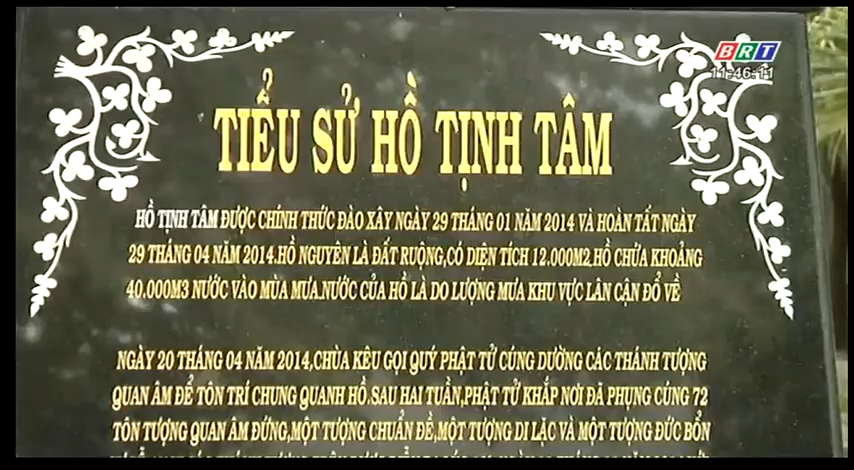 BRT
11:46:11
TIỂU SỬ HỒ TỊNH TÂM
HỒ TỊNH TÂM ĐƯỢC CHÍNH THỨC ĐÀO XÂY NGÀY 29 THÁNG 01 NĂM 2014 VÀ HOÀN TẤT NGÀY
29 THÁNG 04 NĂM 2014.HỒ NGUYÊN LÀ ĐẤT RUỘNG,CÓ DIỆN TÍCH 12.000M2.HỒ CHỨA KHOẢNG
40.000M3 NƯỚC VÀO MÙA MƯA.NƯỚC CỦA HỒ LÀ DO LƯỢNG MƯA KHU VỰC LÂN CẬN ĐỔ VỀ
NGÀY 20 THÁNG 04 NĂM 2014,CHÙA KÊU GỌI QUÝ PHẬT TỬ CÚNG DƯỜNG CÁC THÁNH TƯỢNG
QUAN ÂM ĐỂ TÔN TRÍ CHUNG QUANH HỒ.SAU HAI TUẦN,PHẬT TỬ KHẮP NƠI ĐÃ PHỤNG CÚNG 72
TÔN TƯỢNG QUAN ÂM ĐỨNG,MỘT TƯỢNG CHUẨN ĐỀ,MỘT TƯỢNG DI LẶC VÀ MỘT TƯỢNG ĐỨC BỔN